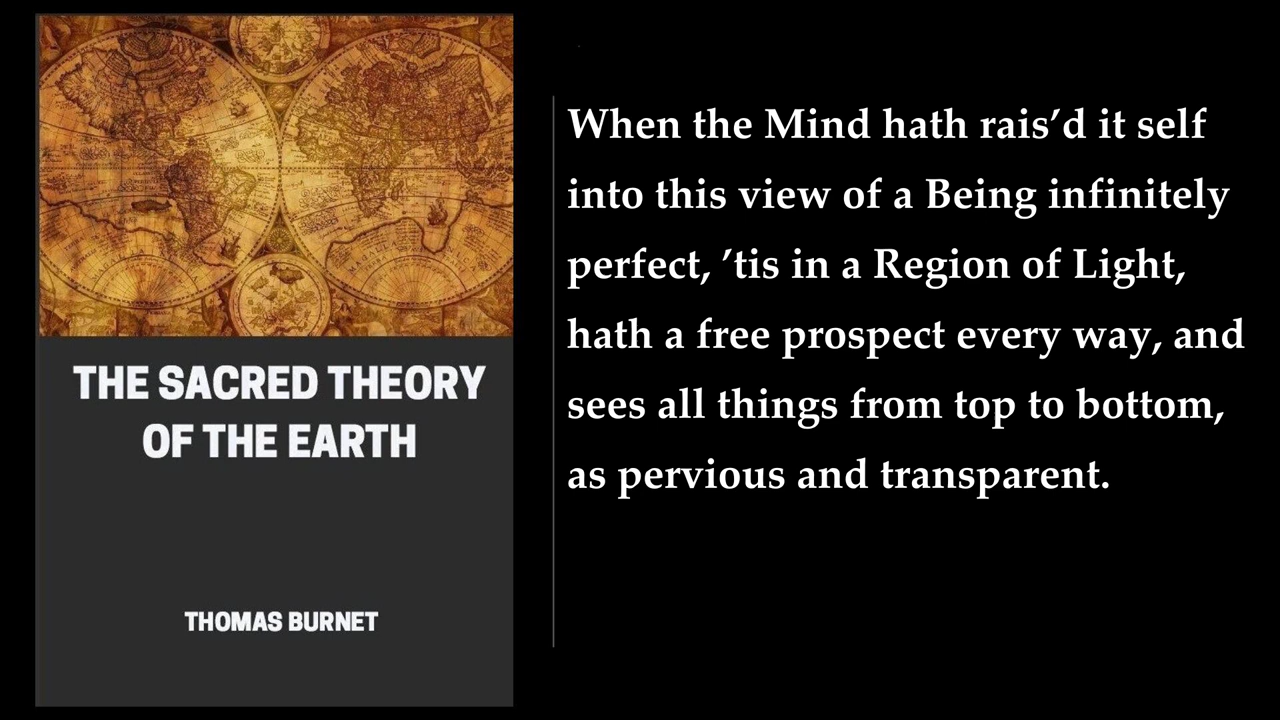 THE SACRED THEORY
OF THE EARTH
THOMAS BURNET
When the Mind hath rais’d it self
into this view of a Being infinitely
perfect, ’tis in a Region of Light,
hath a free prospect every way, and
sees all things from top to bottom,
as pervious and transparent.